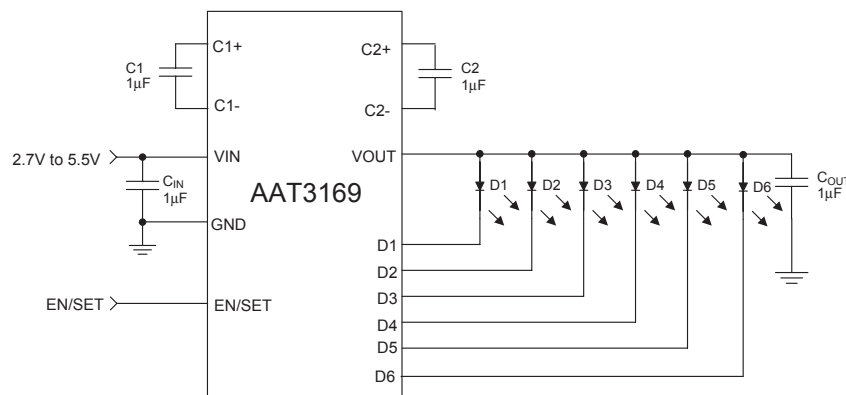 C1+
C2+
C1
1µF
C2
1µF
C1-
C2-
2.7V to 5.5V
VIN
VOUT
CIN
1µF
AAT3169
D1
D2
D3
D4
D5
D6
COUT
1µF
GND
D1
D2
EN/SET
EN/SET
D3
D4
D5
D6